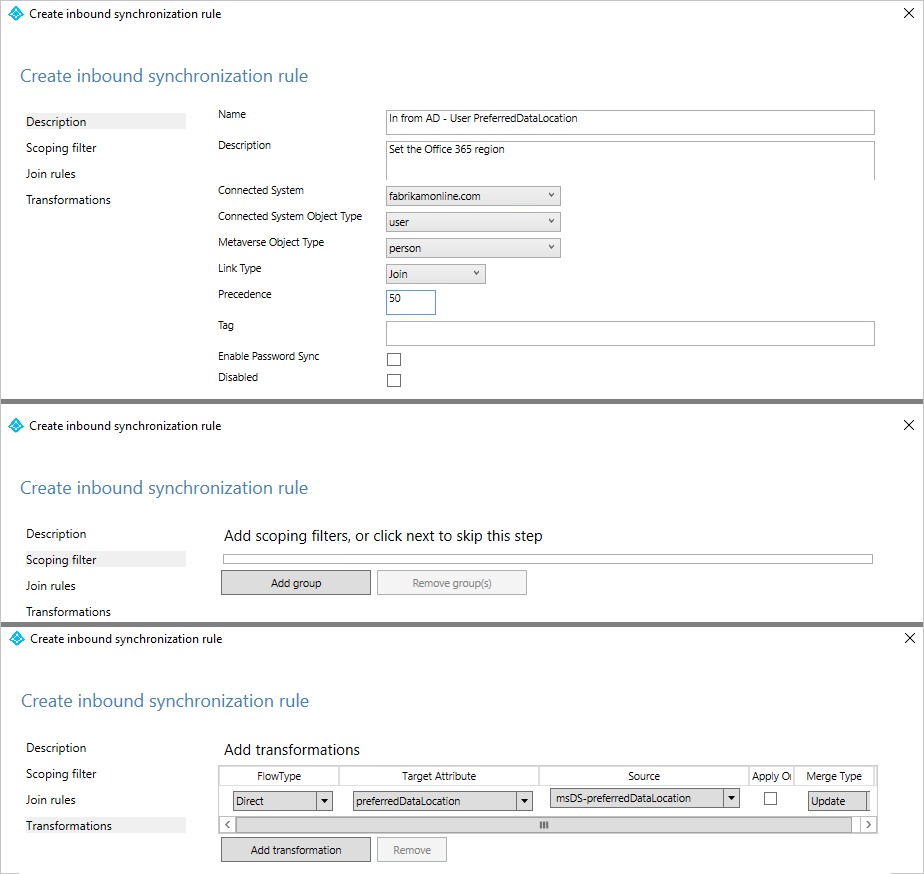 Create inbound synchronization rule
Create inbound synchronization rule
Description
Scoping filter
Join rules
Transformations
Name
In from AD - User PreferredDataLocation
Description
Set the Office 365 region
Connected System
fabrikamonline.com
Connected System Object Type
user
Metaverse Object Type
person
Link Type
Join
Precedence
50
Tag
Enable Password Sync
Disabled
Create inbound synchronization rule
Create inbound synchronization rule
Description
Scoping filter
Join rules
Transformations
Add scoping filters, or click next to skip this step
Add group
Remove group(s)
Create inbound synchronization rule
Create inbound synchronization rule
Description
Scoping filter
Join rules
Transformations
Add transformations
FlowType
Target Attribute
Source
Apply O
Merge Type
Direct
preferredDataLocation
msDS-preferredDataLocation
Update
Add transformation
Remove